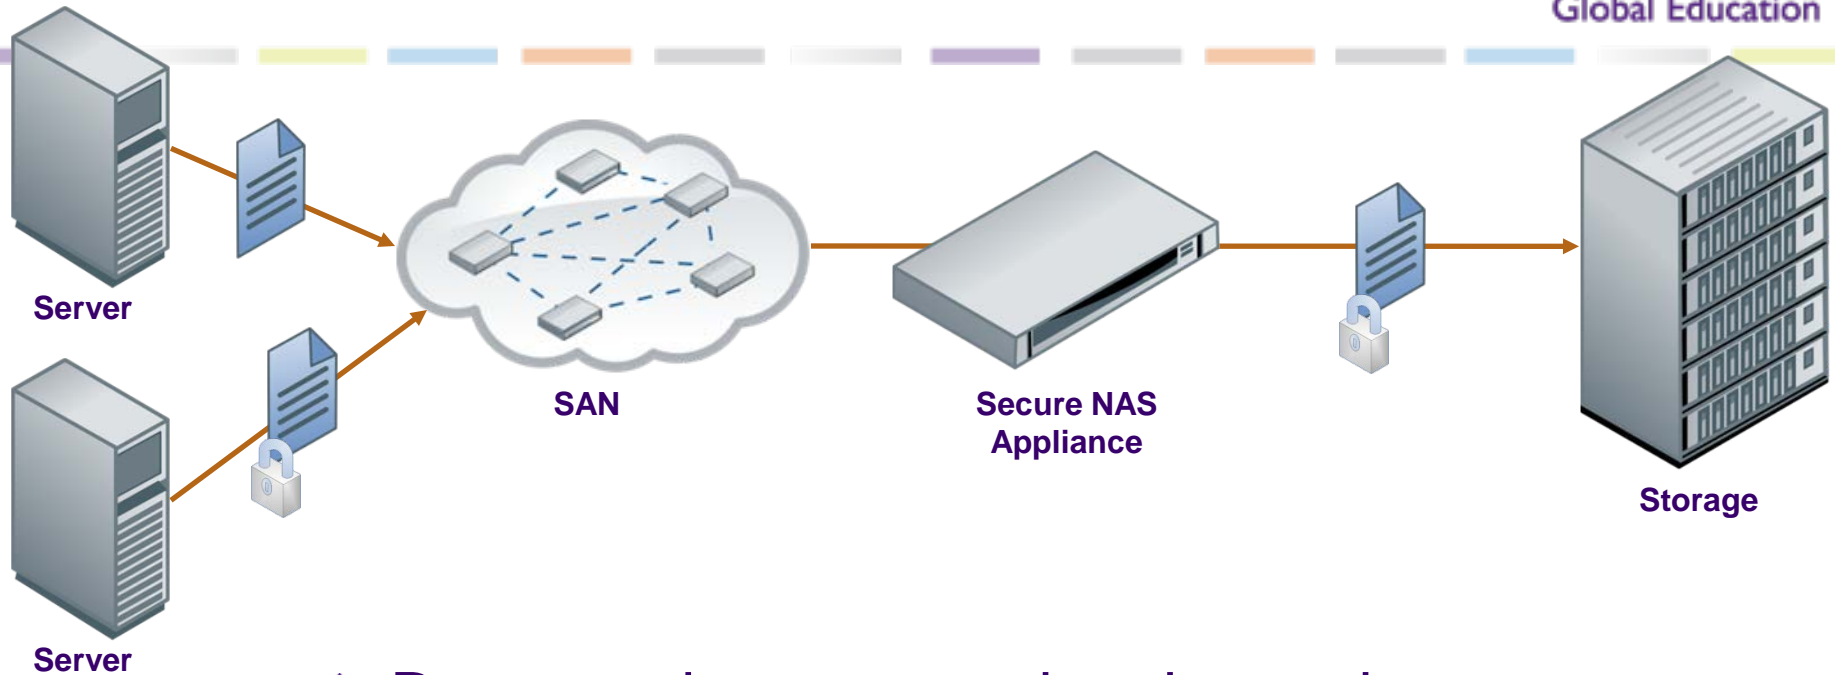 Global Education
Server
SAN
Secure NAS
Appliance
Storage
Server